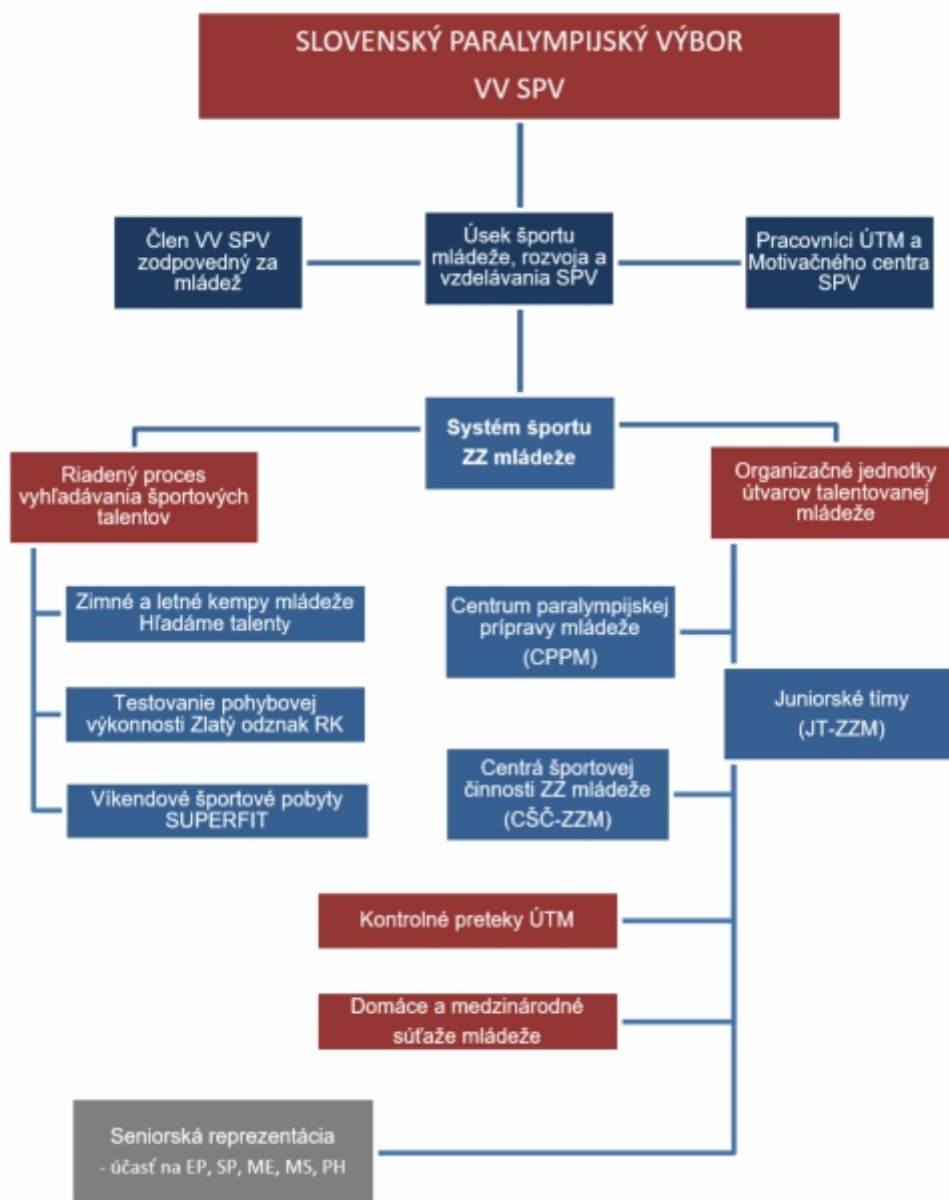 SLOVENSKÝ PARALYMPIJSKÝ VÝBOR
VV SPV
Člen VV SPV
zodpovedný za
mládež
Úsek športu
mládeže, rozvoja a
vzdelávania SPV
Pracovníci ÚTM a
Motivačného centra
SPV
Systém športu
ZZ mládeže
Riadený proces
vyhľadávania športových
talentov
Organizačné jednotky
útvarov talentovanej
mládeže
Zimné a letné kempy mládeže
Hľadáme talenty
Testovanie pohybovej
výkonnosti Zlatý odznak RK
Víkendové športové pobyty
SUPERFIT
Centrum paralympijskej
prípravy mládeže
(CPPM)
Juniorské tímy
(JT-ZZM)
Centrá športovej
činnosti ZZ mládeže
(CŠČ-ZZM)
Kontrolné preteky ÚTM
Domáce a medzinárodné
súťaže mládeže
Seniorská reprezentácia
- účasť na EP, SP, ME, MS, PH